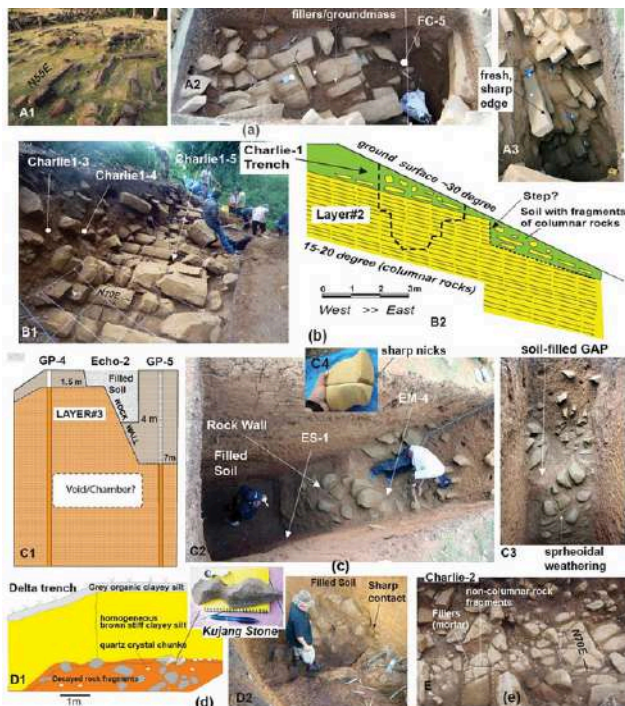 fillers/groundmass
FC-5
N55E
A1
A2
fresh,
sharp
edge
A3
(a)
Charlie1-3
Charlie1-4
Charlie1-5
N70E
B1
Charlie-1
Trench
ground surface ~30 degree
Step?
Soil with fragments
of columnar rocks
Layer#2
15-20 degree (columnar rocks)
0 1 2 3m
West >> East
B2
(b)
GP-4
Echo-2
GP-5
1.5 m
Filled
Soil
ROCK WALL
4 m
7m
LAYER#3
Void/Chamber?
C1
C4
sharp nicks
Rock Wall
EM-4
ES-1
Filled
Soil
C2
(c)
soil-filled GAP
C3
sprheoidal
weathering
Delta trench
Grey organic clayey silt
homogeneous
brown stiff clayey silt
quartz crystal chunks
Decayed rock fragments
Kujang Stone
D1
1m
(d)
Filled Soil
Sharp
contact
D2
Charlie-2
non-columnar rock
fragments
Fillers
(mortar)
N70E
E
(e)